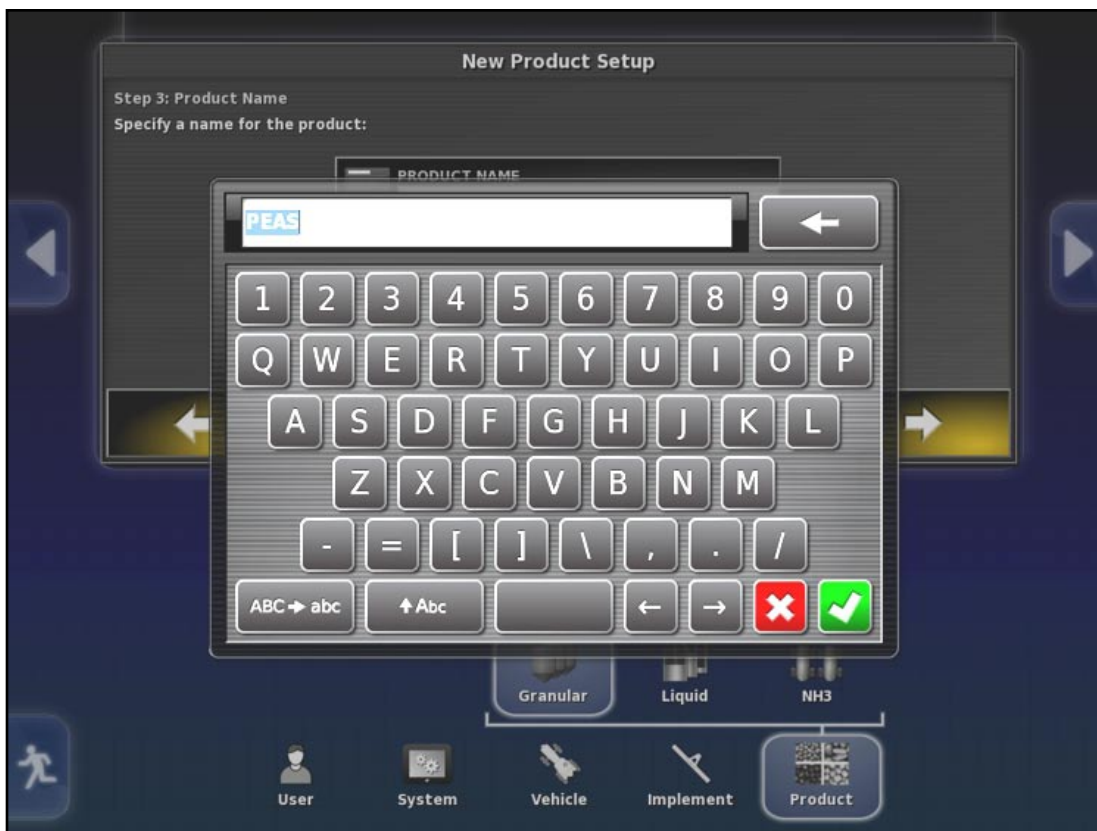 New Product Setup
Step 3: Product Name
Specify a name for the product:
PRODUCT NAME
PEAS
1 2 3 4 5 6 7 8 9 0
Q W E R T Y U I O P
A S D F G H J K L
Z X C V B N M
- = [ ] \ , . /
ABC → abc ↑ Abc ← →
Granular Liquid NH3
User System Vehicle Implement Product